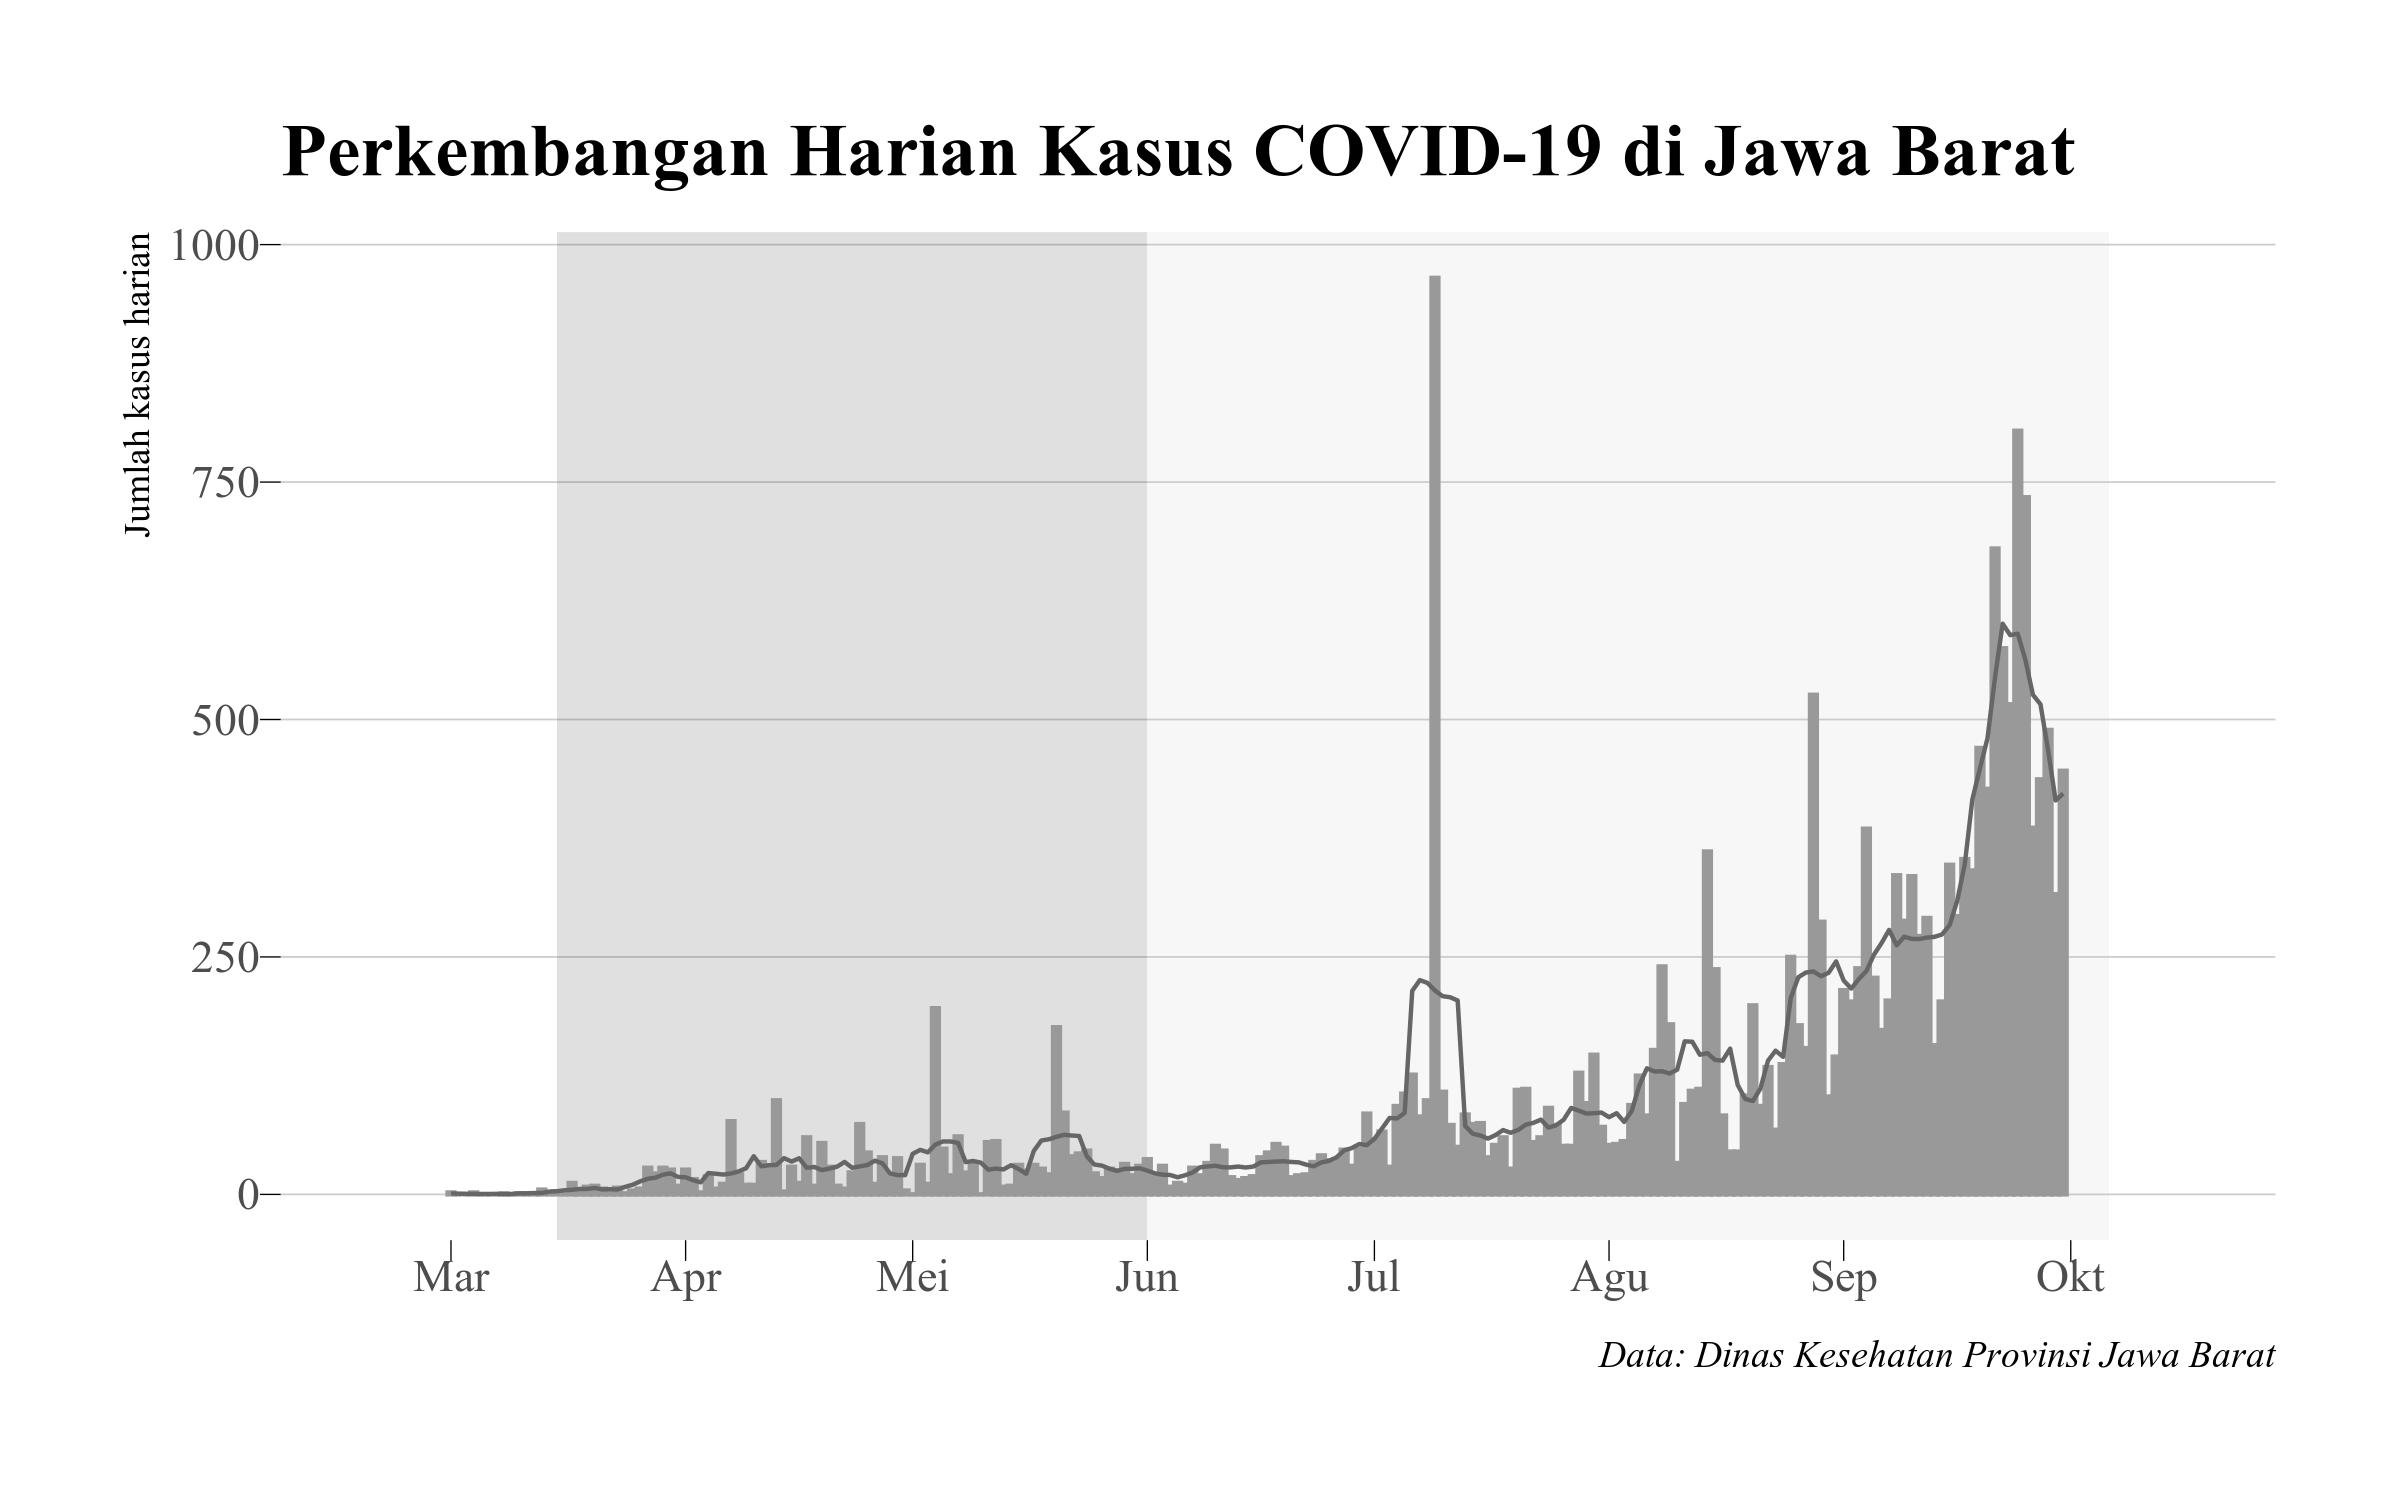 Perkembangan Harian Kasus COVID-19 di Jawa Barat
Jumlah kasus harian
1000
750
500
250
0
Mar Apr Mei Jun Jul Agu Sep Okt
Data: Dinas Kesehatan Provinsi Jawa Barat